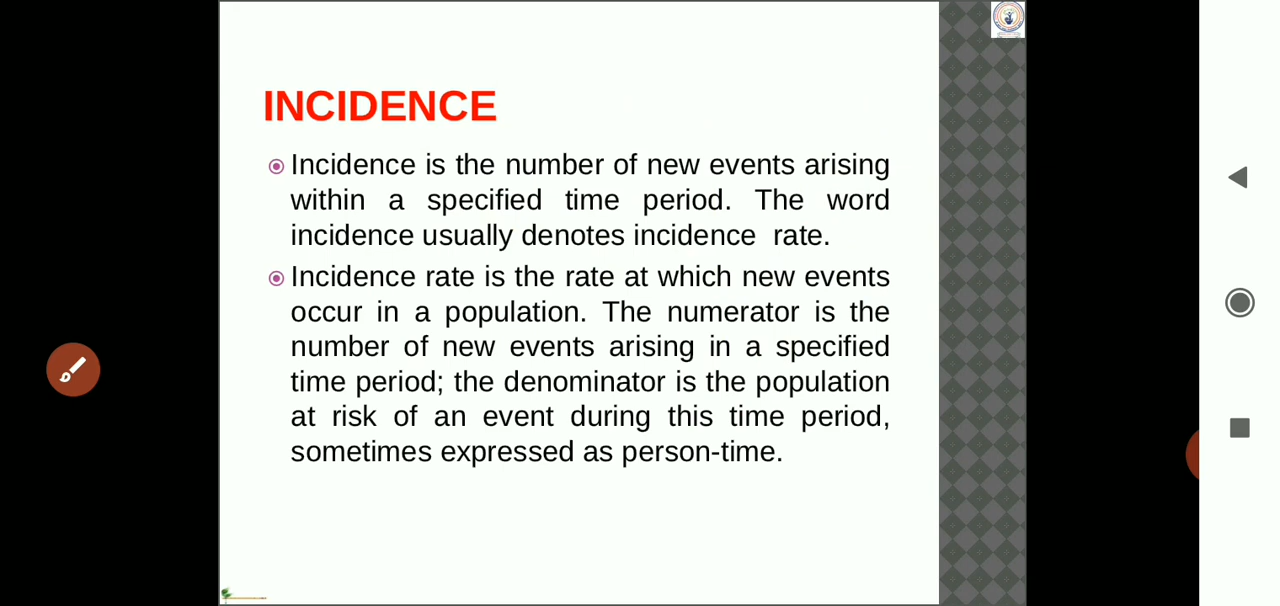 INCIDENCE
Incidence is the number of new events arising
within a specified time period. The word
incidence usually denotes incidence rate.
Incidence rate is the rate at which new events
occur in a population. The numerator is the
number of new events arising in a specified
time period; the denominator is the population
at risk of an event during this time period,
sometimes expressed as person-time.